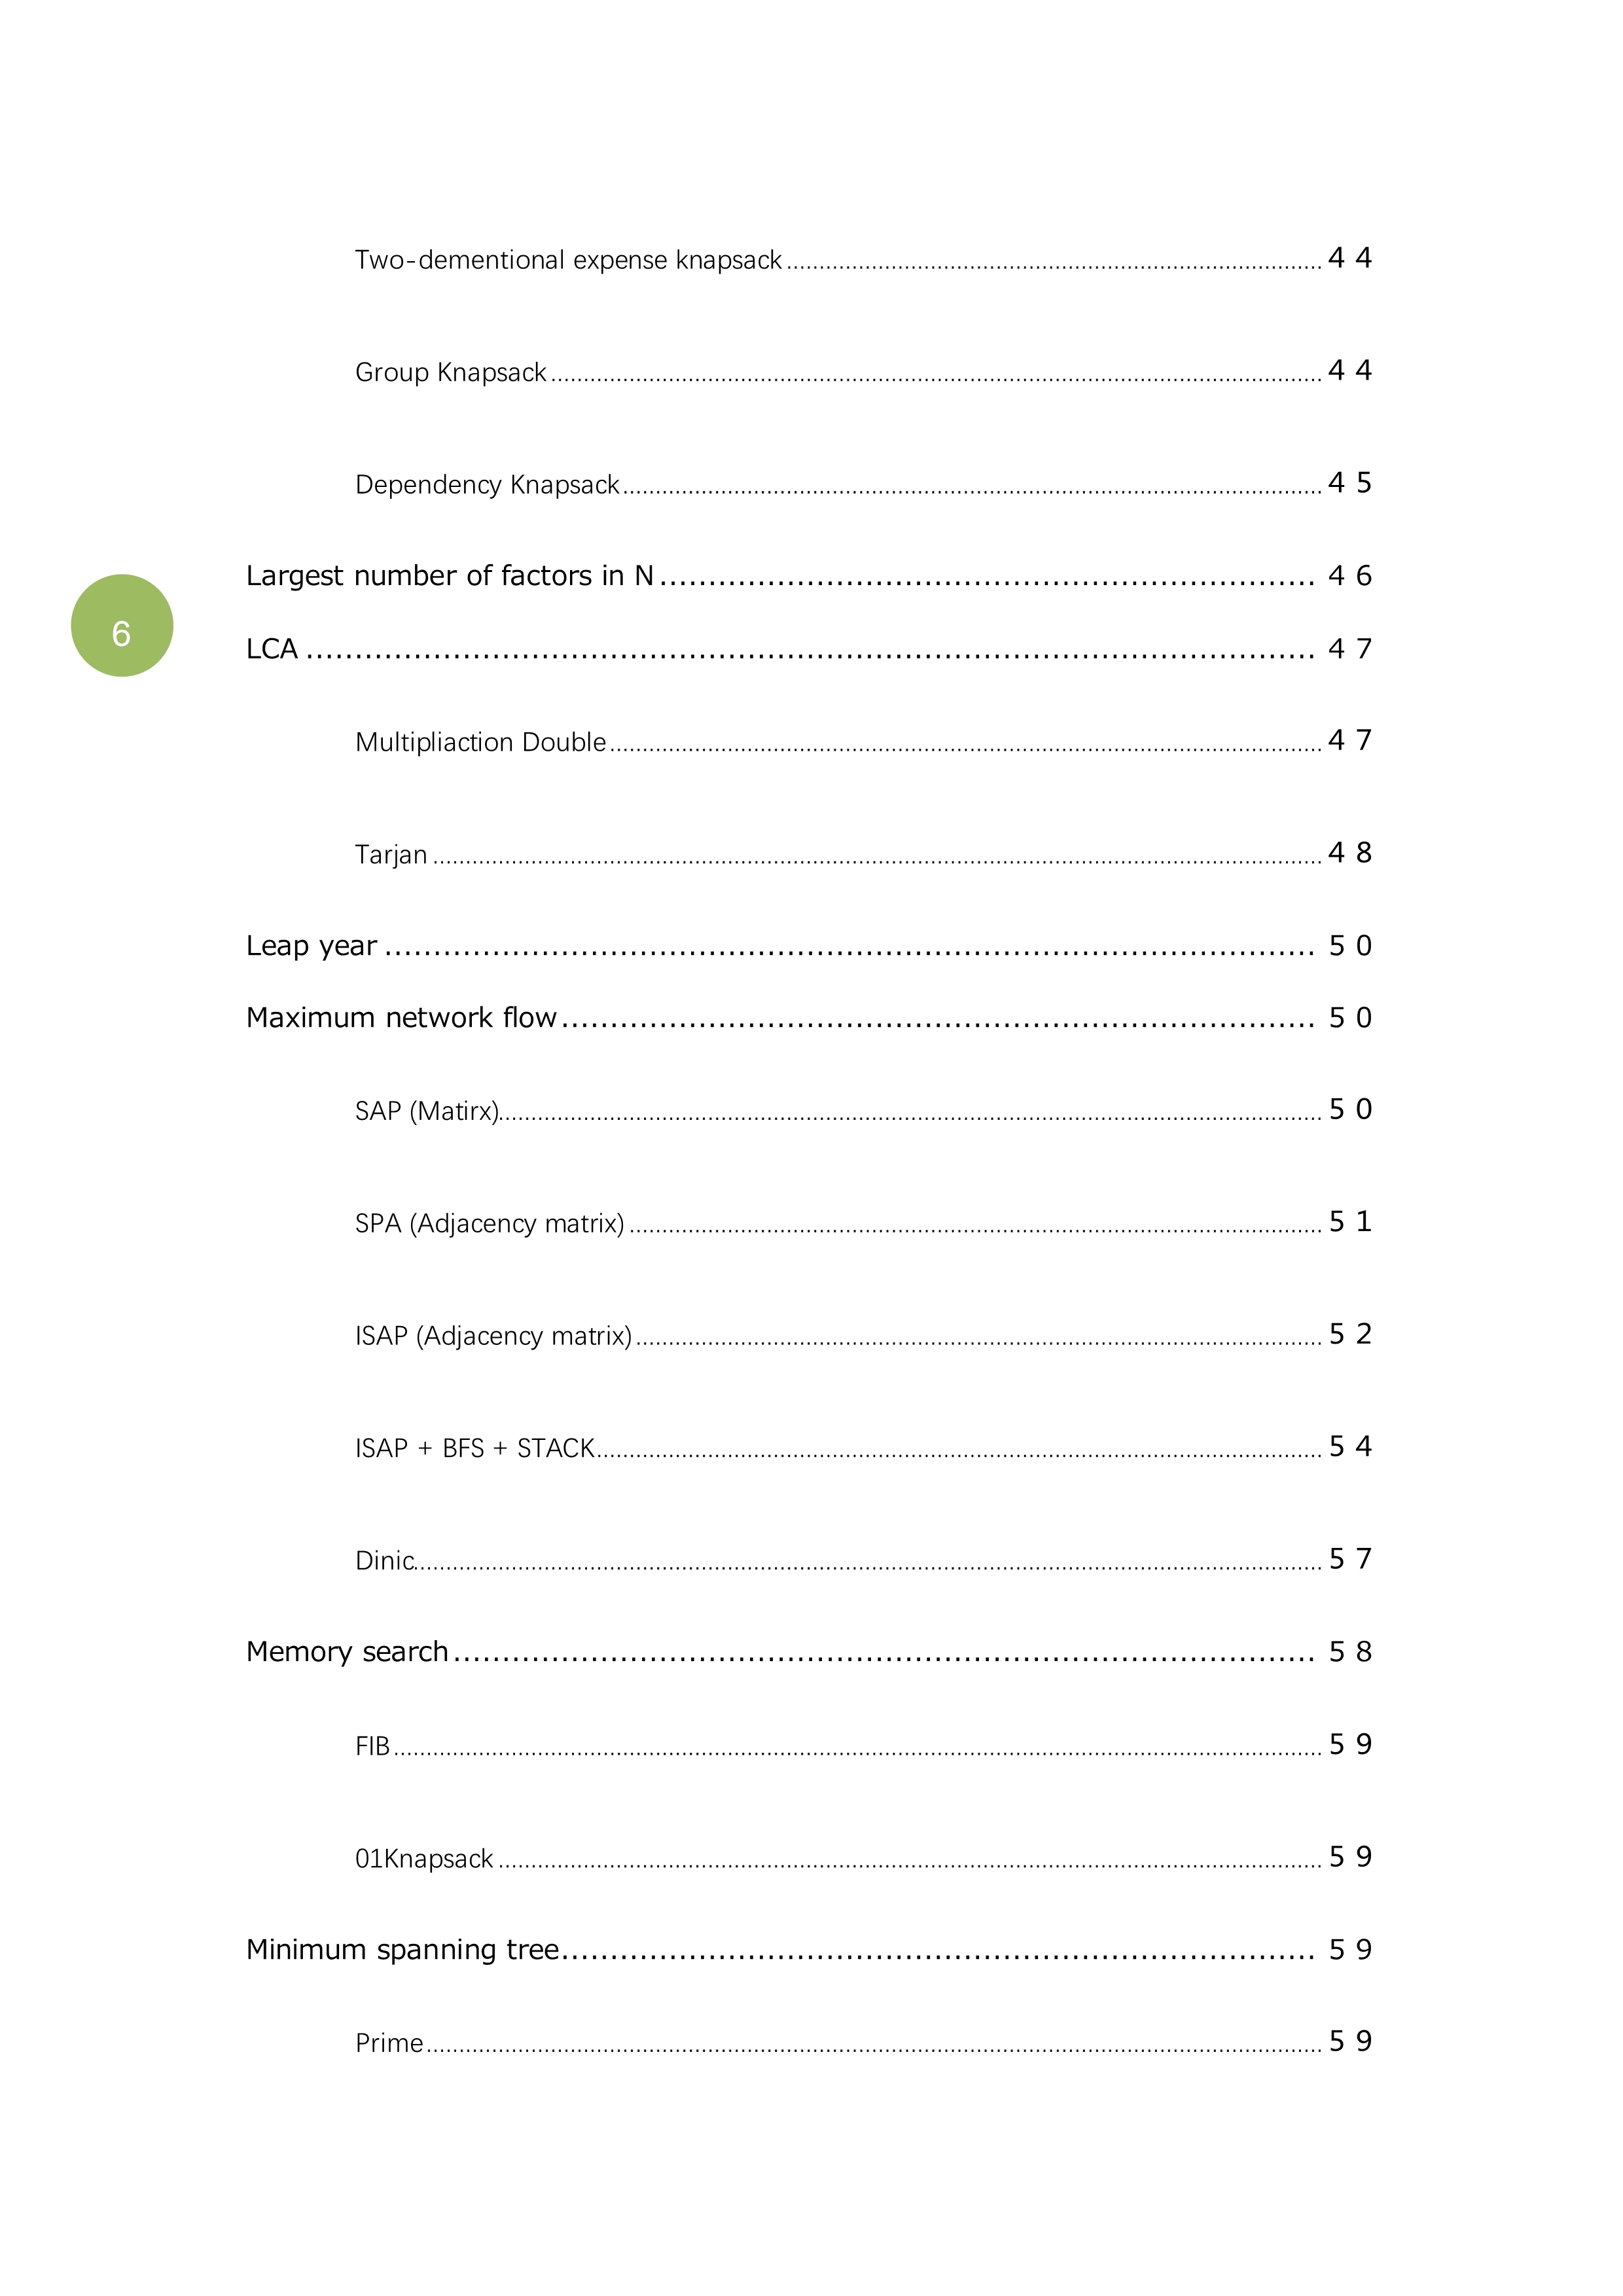 Two-dementional expense knapsack 44
Group Knapsack 44
Dependency Knapsack 45
Largest number of factors in N 46
6
LCA 47
Multipliaction Double 47
Tarjan 48
Leap year 50
Maximum network flow 50
SAP (Matirx) 50
SPA (Adjacency matrix) 51
ISAP (Adjacency matrix) 52
ISAP + BFS + STACK 54
Dinic 57
Memory search 58
FIB 59
01Knapsack 59
Minimum spanning tree 59
Prime 59